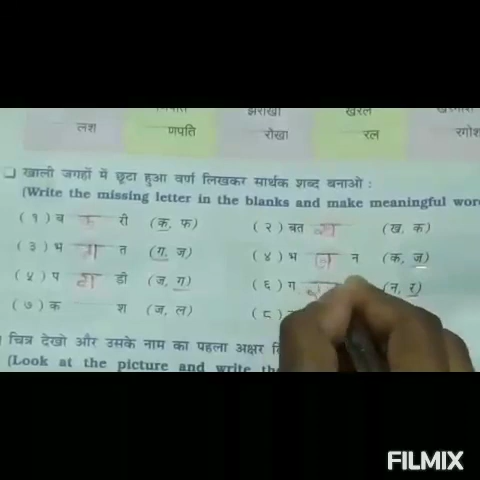 झरोखा खरल
लश णपति रोखा रल रगोश
❑ खाली जगहों में छूटा हुआ वर्ण लिखकर सार्थक शब्द बनाओ :
(Write the missing letter in the blanks and make meaningful
(१) ब क री (क, फ) (२) बत ख (ख, क)
(३) भ ग त (ग, ज) (४) भ ज न (क, ज)
(५) प ग डी (ज, ग) (६) ग (न, र)
(७) क श (ज, ल) (८)
चित्र देखो और उसके नाम का पहला अक्षर
(Look at the picture and write
FILMIX